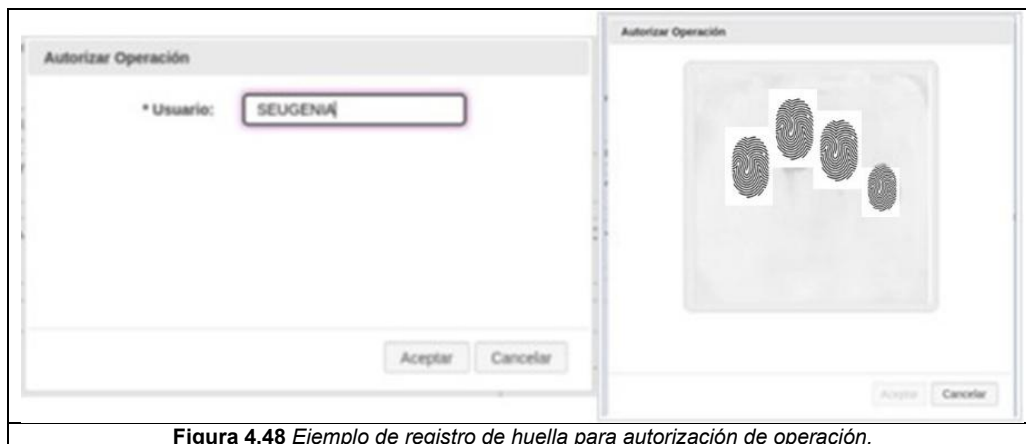 Autorizar Operación
* Usuario: SEUGENIA
Aceptar Cancelar
Autorizar Operación
Aceptar Cancelar
Figura 4.48 Ejemplo de registro de huella para autorización de operación.